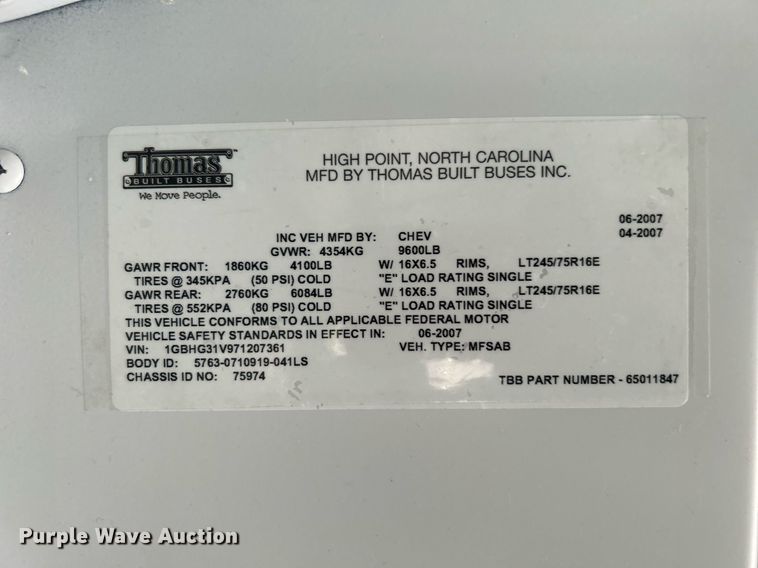 Thomas™
BUILT BUSES
We Move People.
HIGH POINT, NORTH CAROLINA
MFD BY THOMAS BUILT BUSES INC.
06-2007
INC VEH MFD BY: CHEV 04-2007
GVWR: 4354KG 9600LB
GAWR FRONT: 1860KG 4100LB W/ 16X6.5 RIMS, LT245/75R16E
TIRES @ 345KPA (50 PSI) COLD "E" LOAD RATING SINGLE
GAWR REAR: 2760KG 6084LB W/ 16X6.5 RIMS, LT245/75R16E
TIRES @ 552KPA (80 PSI) COLD "E" LOAD RATING SINGLE
THIS VEHICLE CONFORMS TO ALL APPLICABLE FEDERAL MOTOR
VEHICLE SAFETY STANDARDS IN EFFECT IN: 06-2007
VIN: 1GBHG31V971207361 VEH. TYPE: MFSAB
BODY ID: 5763-0710919-041LS
CHASSIS ID NO: 75974 TBB PART NUMBER - 65011847
Purple Wave Auction